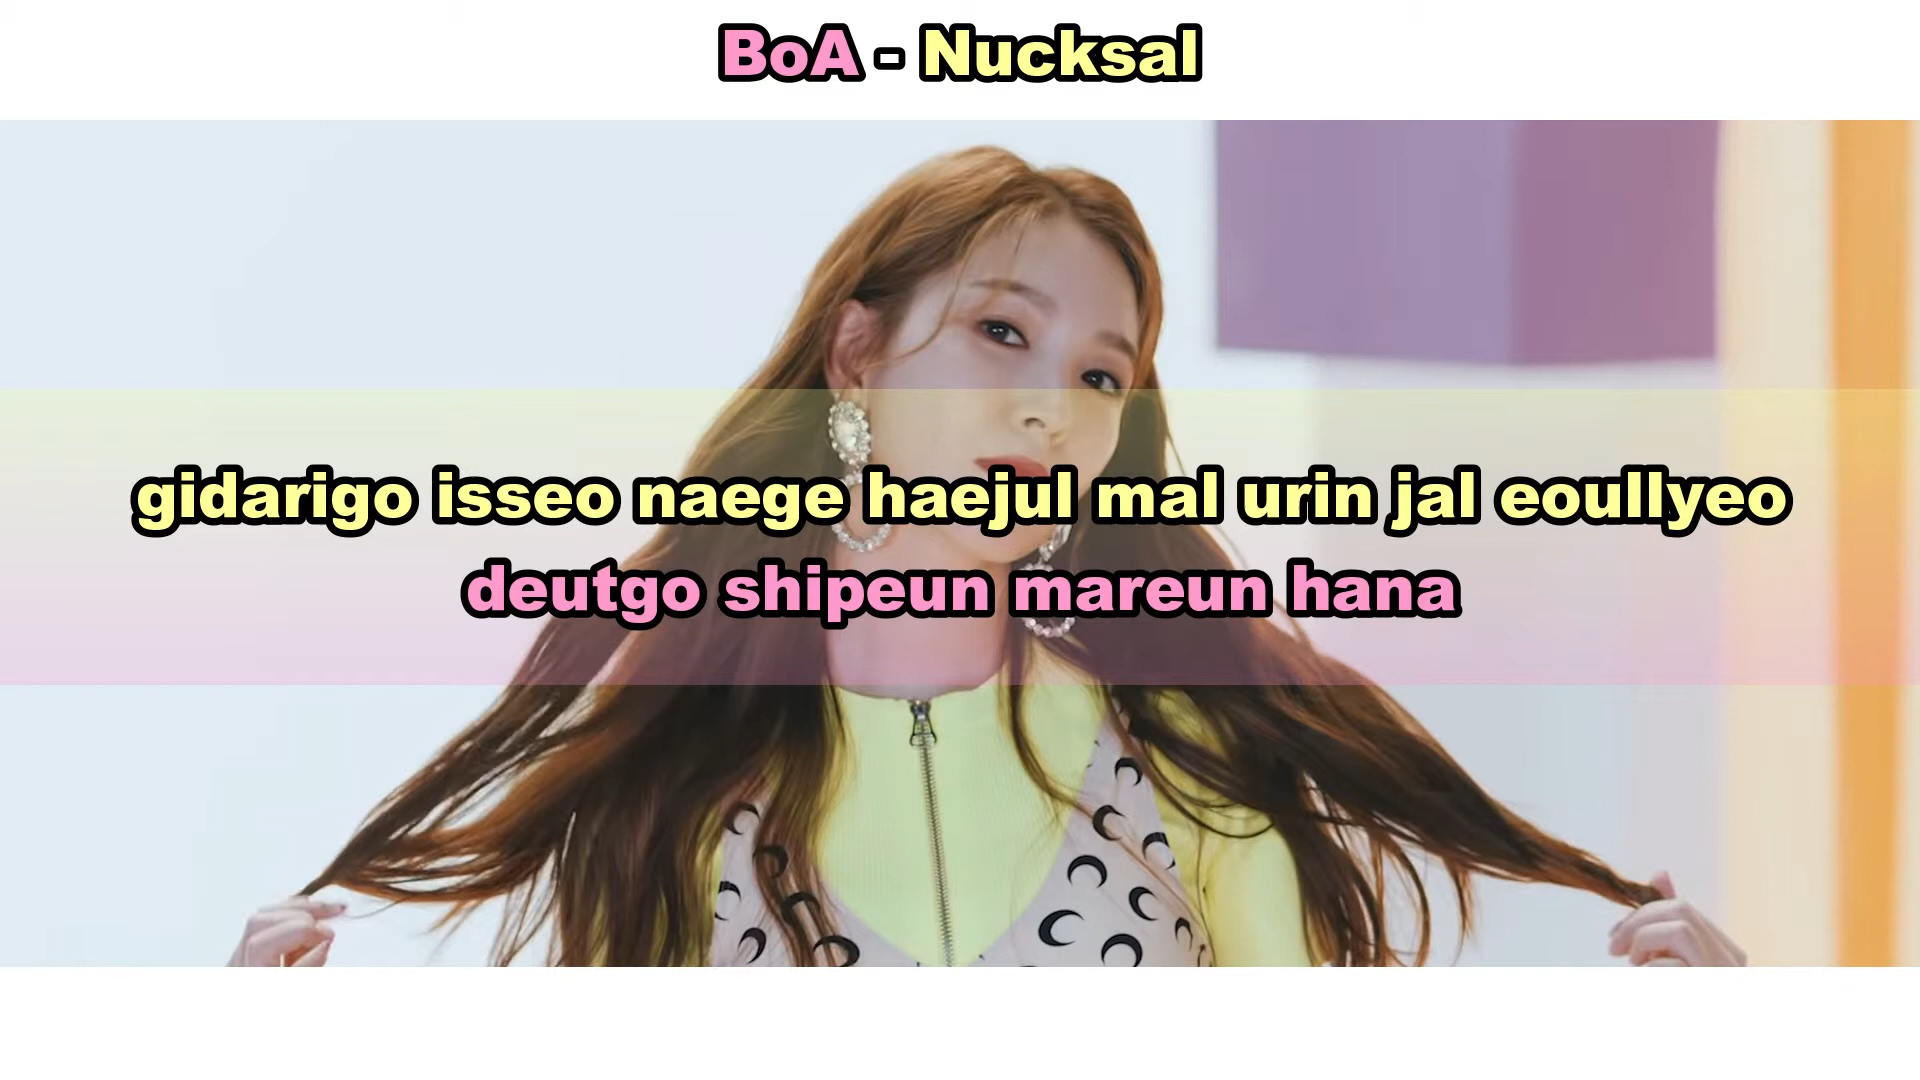 BoA - Nucksal
gidarigo isseo naege haejul mal urin jal eoullyeo
deutgo shipeun mareun hana